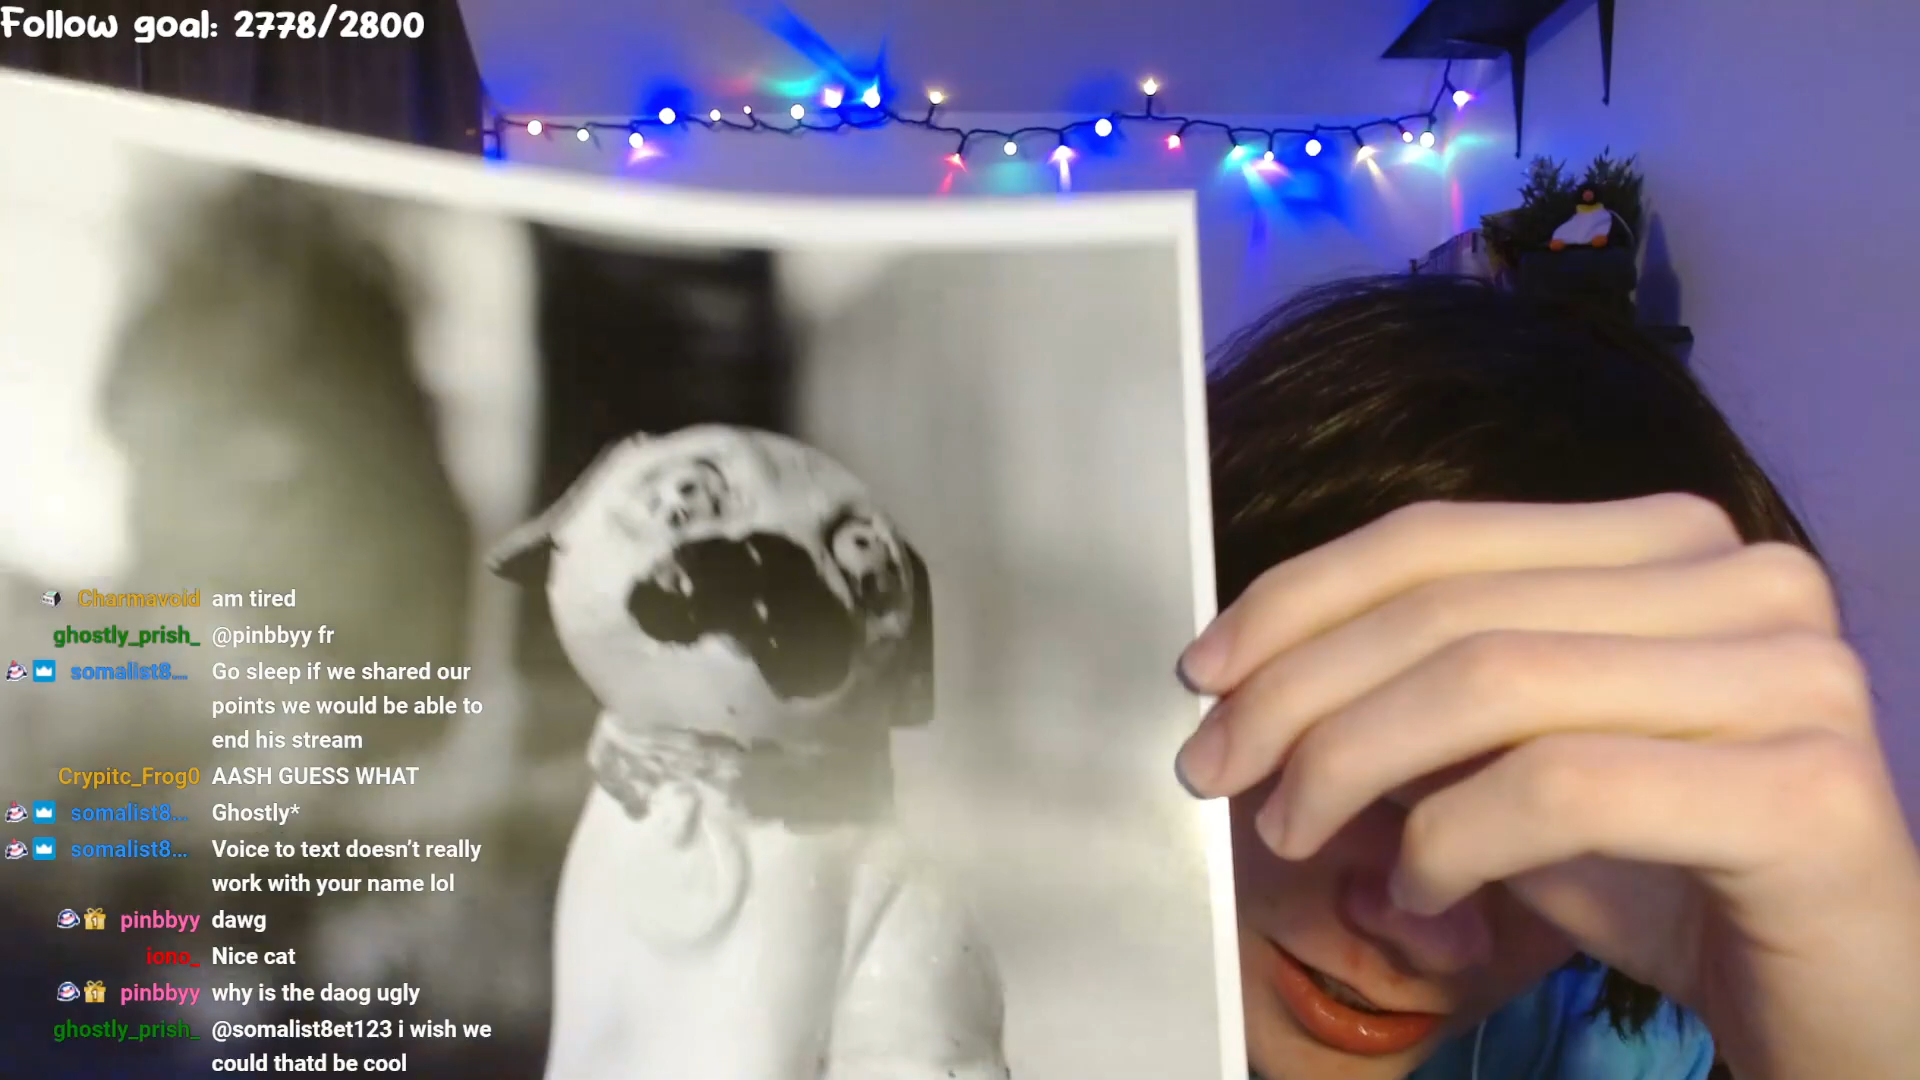 Follow goal: 2778/2800
Charmavoid am tired
ghostly_prish_ @pinbbyy fr
somalist8... Go sleep if we shared our
points we would be able to
end his stream
Crypitc_Frog0 AASH GUESS WHAT
somalist8... Ghostly*
somalist8... Voice to text doesn’t really
work with your name lol
pinbbyy dawg
iono_ Nice cat
pinbbyy why is the daog ugly
ghostly_prish_ @somalist8et123 i wish we
could thatd be cool